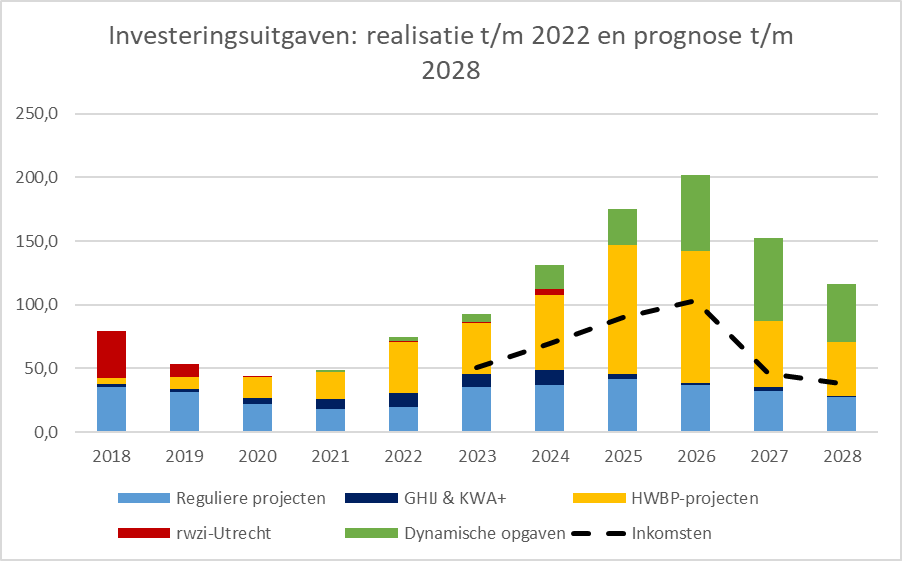 Investeringsuitgaven: realisatie t/m 2022 en prognose t/m
2028
250,0
200,0
150,0
100,0
50,0
0,0
2018 2019 2020 2021 2022 2023 2024 2025 2026 2027 2028
Reguliere projecten GHIJ & KWA+ HWBP-projecten
rwzi-Utrecht Dynamische opgaven Inkomsten